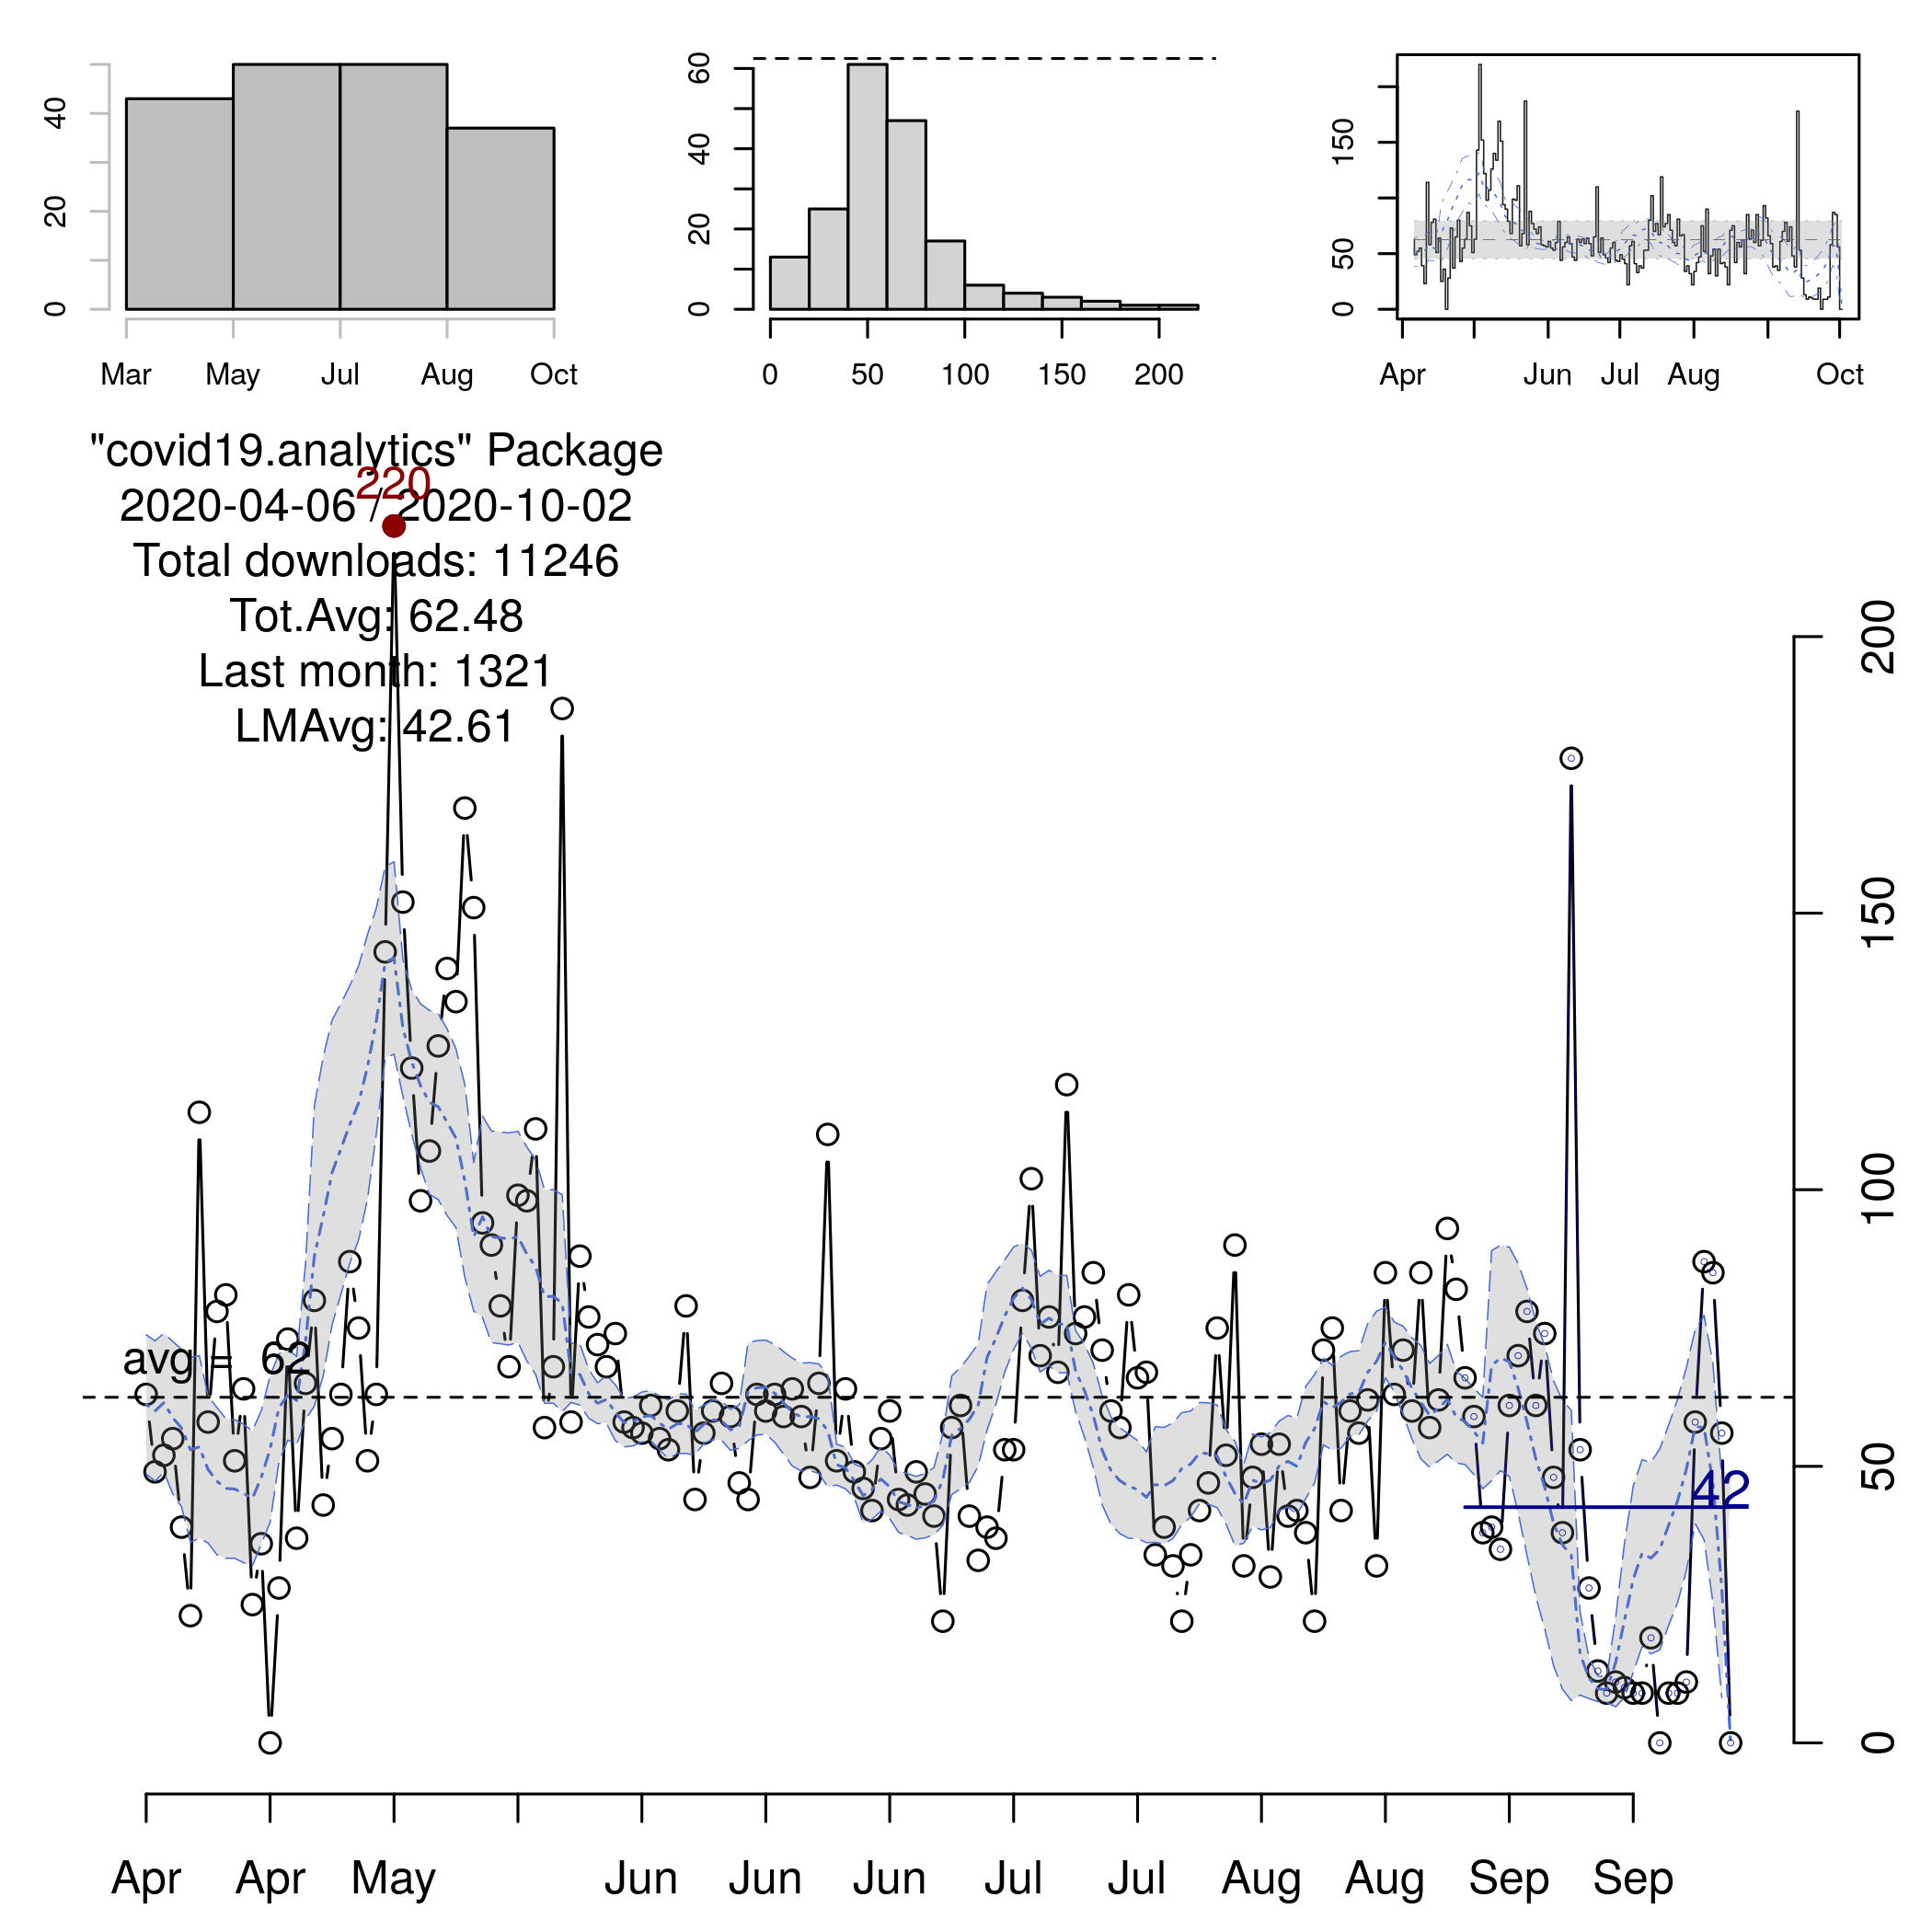 40
20
0
Mar May Jul Aug Oct
60
40
20
0
0 50 100 150 200
150
50
0
Apr Jun Jul Aug Oct
"covid19.analytics" Package
220
2020-04-06 / 2020-10-02
Total downloads: 11246
Tot.Avg: 62.48
Last month: 1321
LMAvg: 42.61
avg = 62
42
200
150
100
50
0
Apr Apr May Jun Jun Jun Jul Jul Aug Aug Sep Sep